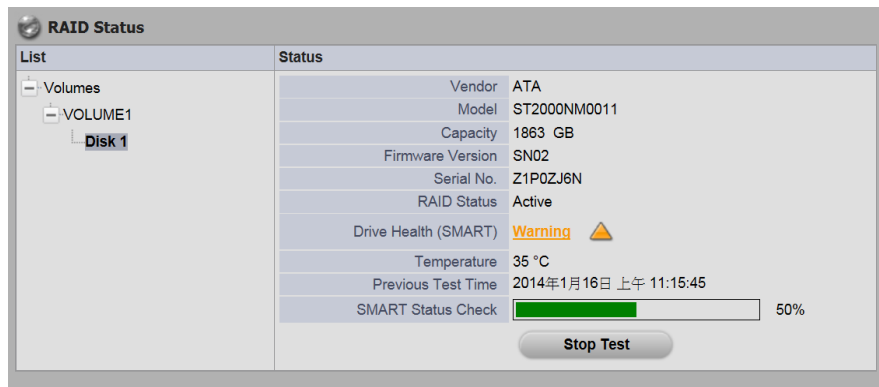 RAID Status
List
Status
Volumes
VOLUME1
Disk 1
Vendor ATA
Model ST2000NM0011
Capacity 1863 GB
Firmware Version SN02
Serial No. Z1P0ZJ6N
RAID Status Active
Drive Health (SMART) Warning
Temperature 35 °C
Previous Test Time 2014年1月16日 上午 11:15:45
SMART Status Check 50%
Stop Test